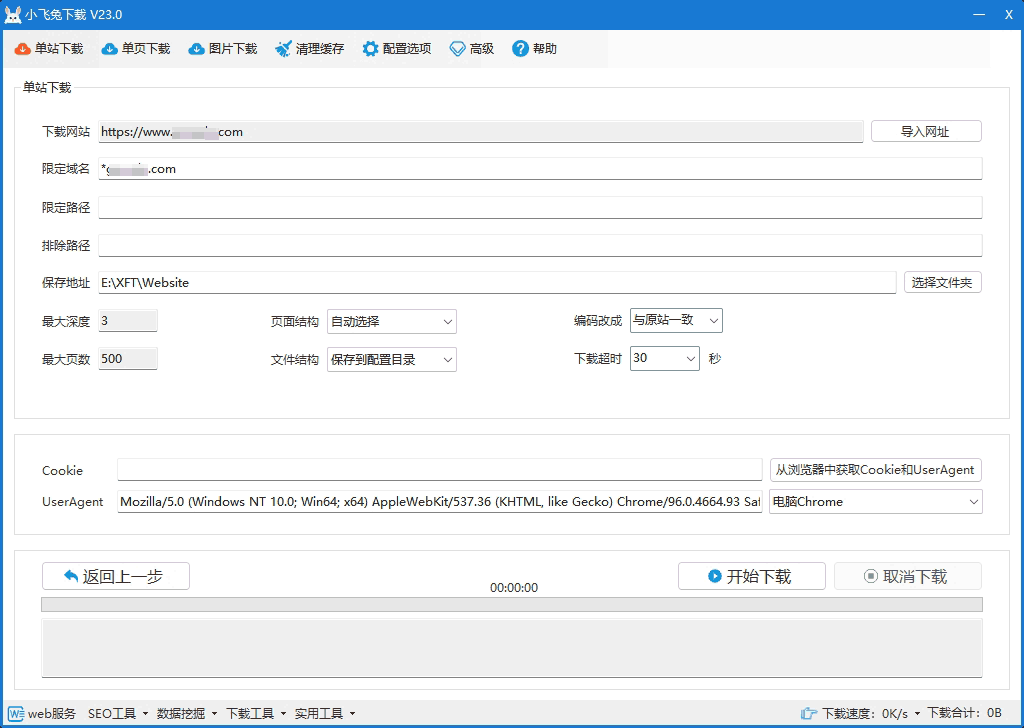 小飞兔下载 V23.0
单站下载 单页下载 图片下载 清理缓存 配置选项 高级 帮助
单站下载
下载网站 https://www. com 导入网址
限定域名 * .com
限定路径
排除路径
保存地址 E:\XFT\Website 选择文件夹
最大深度 3 页面结构 自动选择 编码改成 与原站一致
最大页数 500 文件结构 保存到配置目录 下载超时 30 秒
Cookie 从浏览器中获取Cookie和UserAgent
UserAgent Mozilla/5.0 (Windows NT 10.0; Win64; x64) AppleWebKit/537.36 (KHTML, like Gecko) Chrome/96.0.4664.93 Saf 电脑Chrome
返回上一步 00:00:00 开始下载 取消下载
web服务 SEO工具 数据挖掘 下载工具 实用工具 下载速度: 0K/s 下载合计: 0B